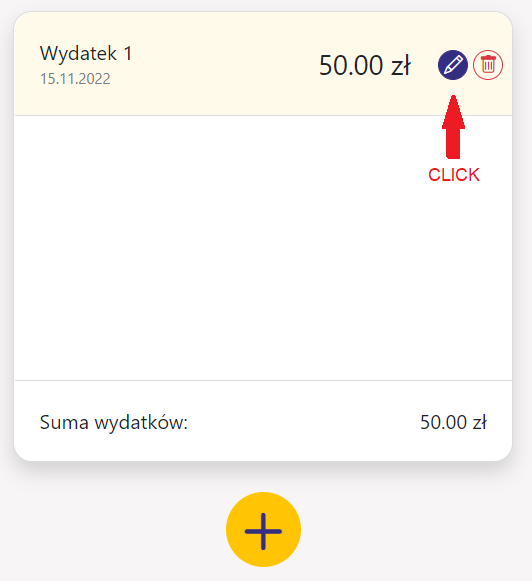 Wydatek 1
50.00 zł
15.11.2022
CLICK
Suma wydatków: 50.00 zł